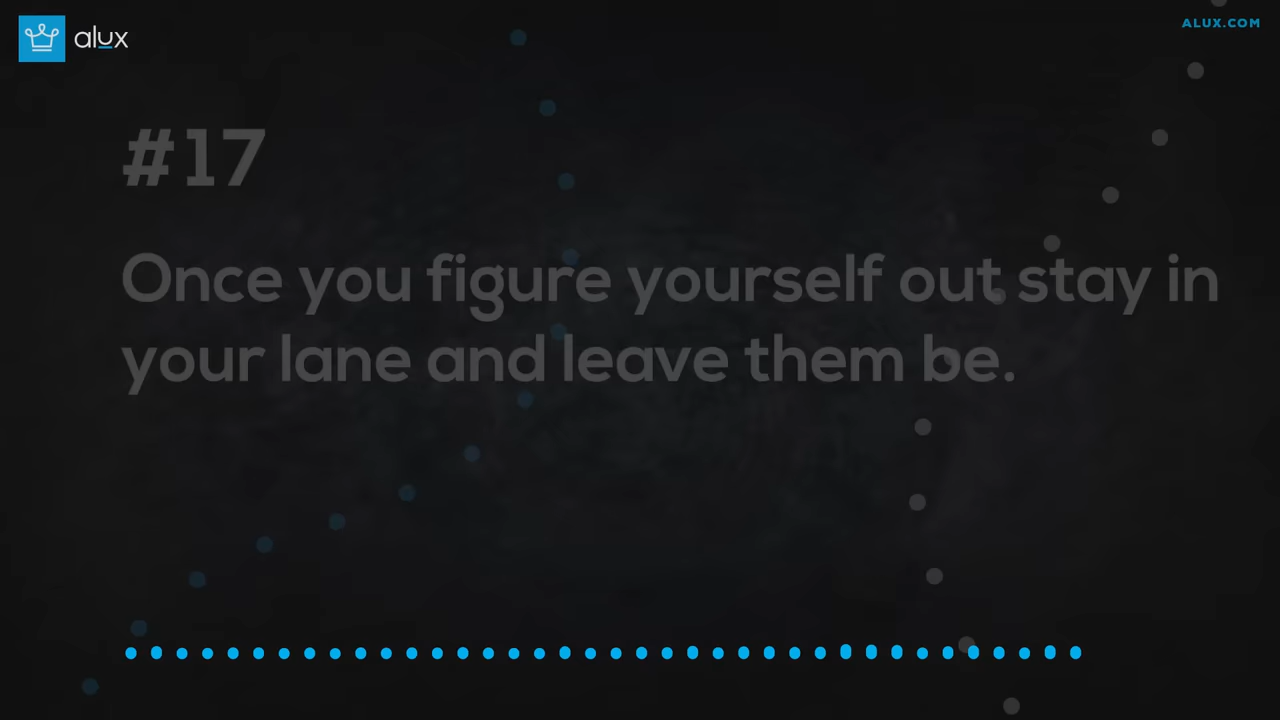 alux
ALUX.COM
#17
Once you figure yourself out stay in
your lane and leave them be.